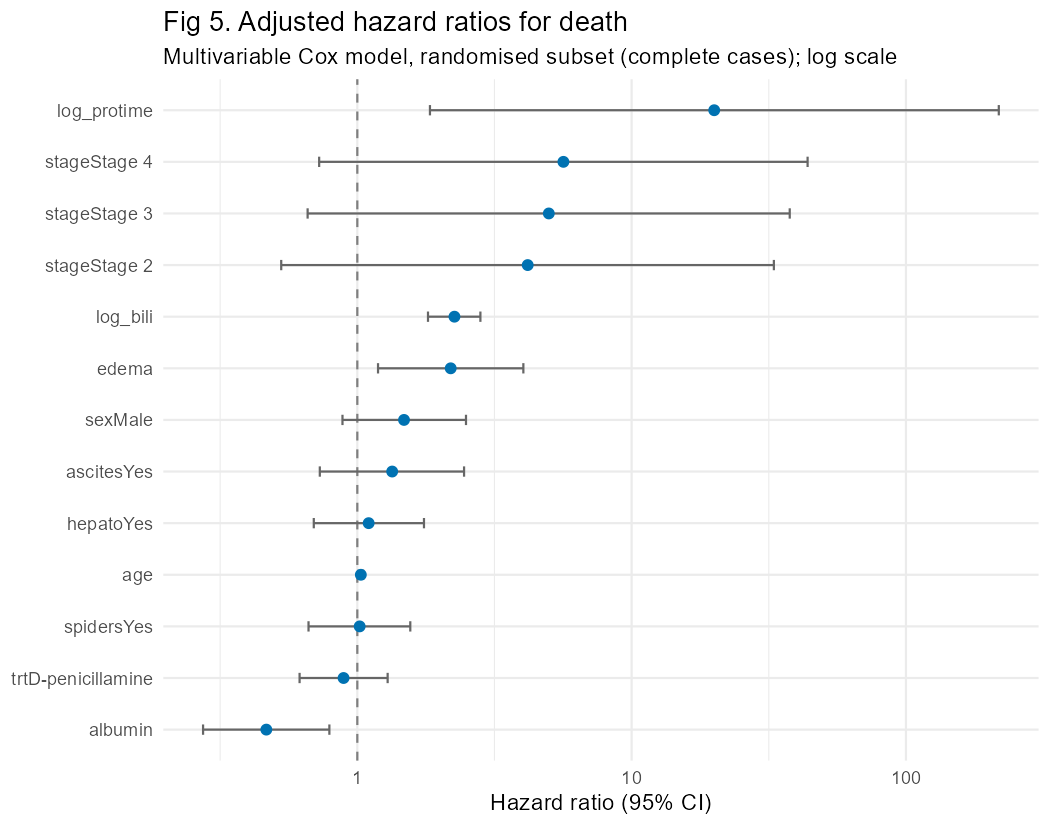 Fig 5. Adjusted hazard ratios for death
Multivariable Cox model, randomised subset (complete cases); log scale
log_protime
stageStage 4
stageStage 3
stageStage 2
log_bili
edema
sexMale
ascitesYes
hepatoYes
age
spidersYes
trtD-penicillamine
albumin
1 10 100
Hazard ratio (95% CI)